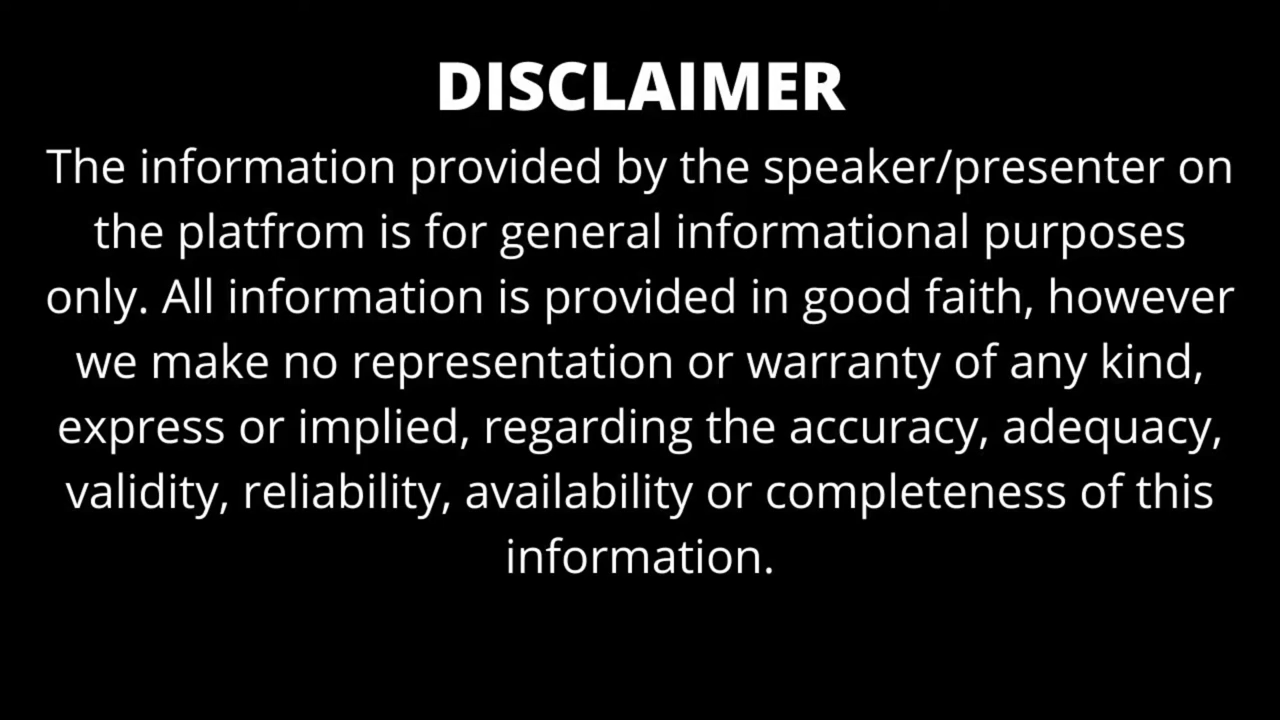 DISCLAIMER
The information provided by the speaker/presenter on
the platfrom is for general informational purposes
only. All information is provided in good faith, however
we make no representation or warranty of any kind,
express or implied, regarding the accuracy, adequacy,
validity, reliability, availability or completeness of this
information.